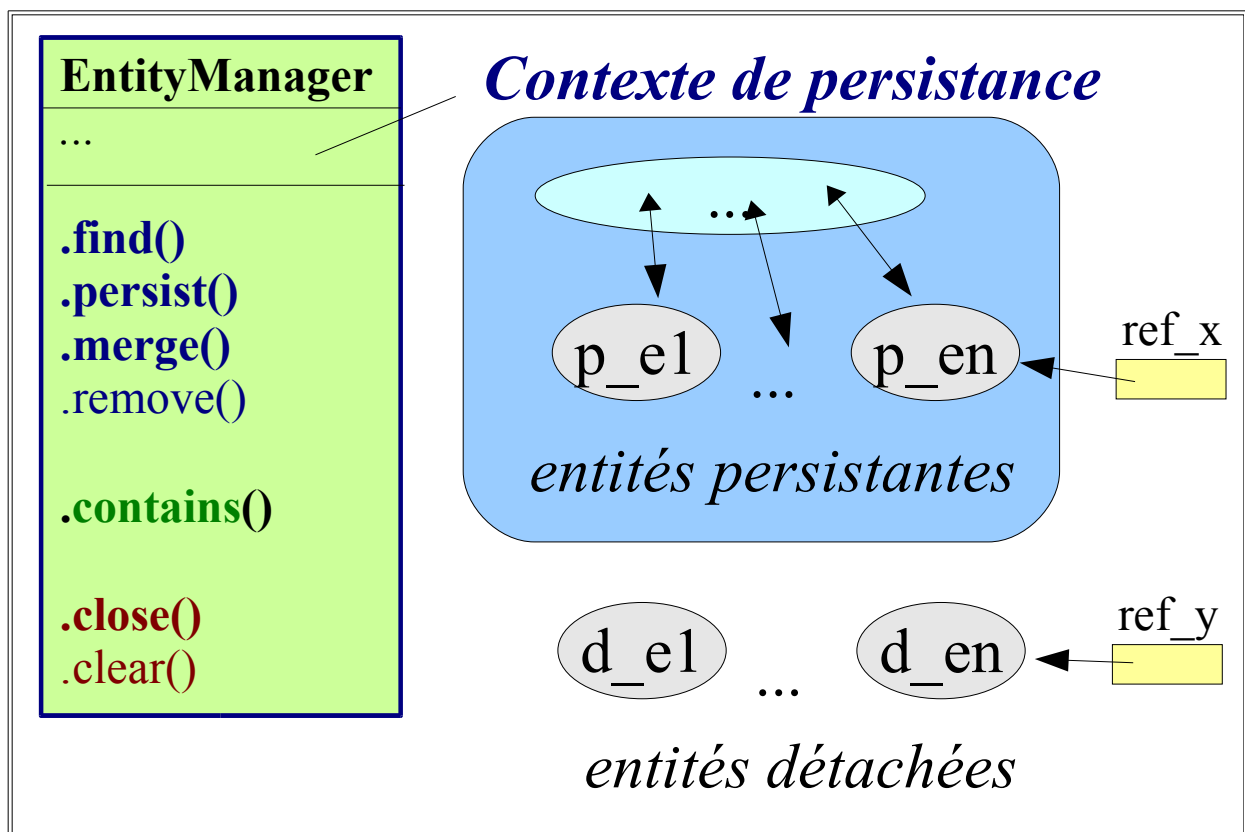 EntityManager
...
.find()
.persist()
.merge()
.remove()
.contains()
.close()
.clear()
Contexte de persistance
...
p_e1
...
p_en
ref_x
entités persistantes
d_e1
...
d_en
ref_y
entités détachées